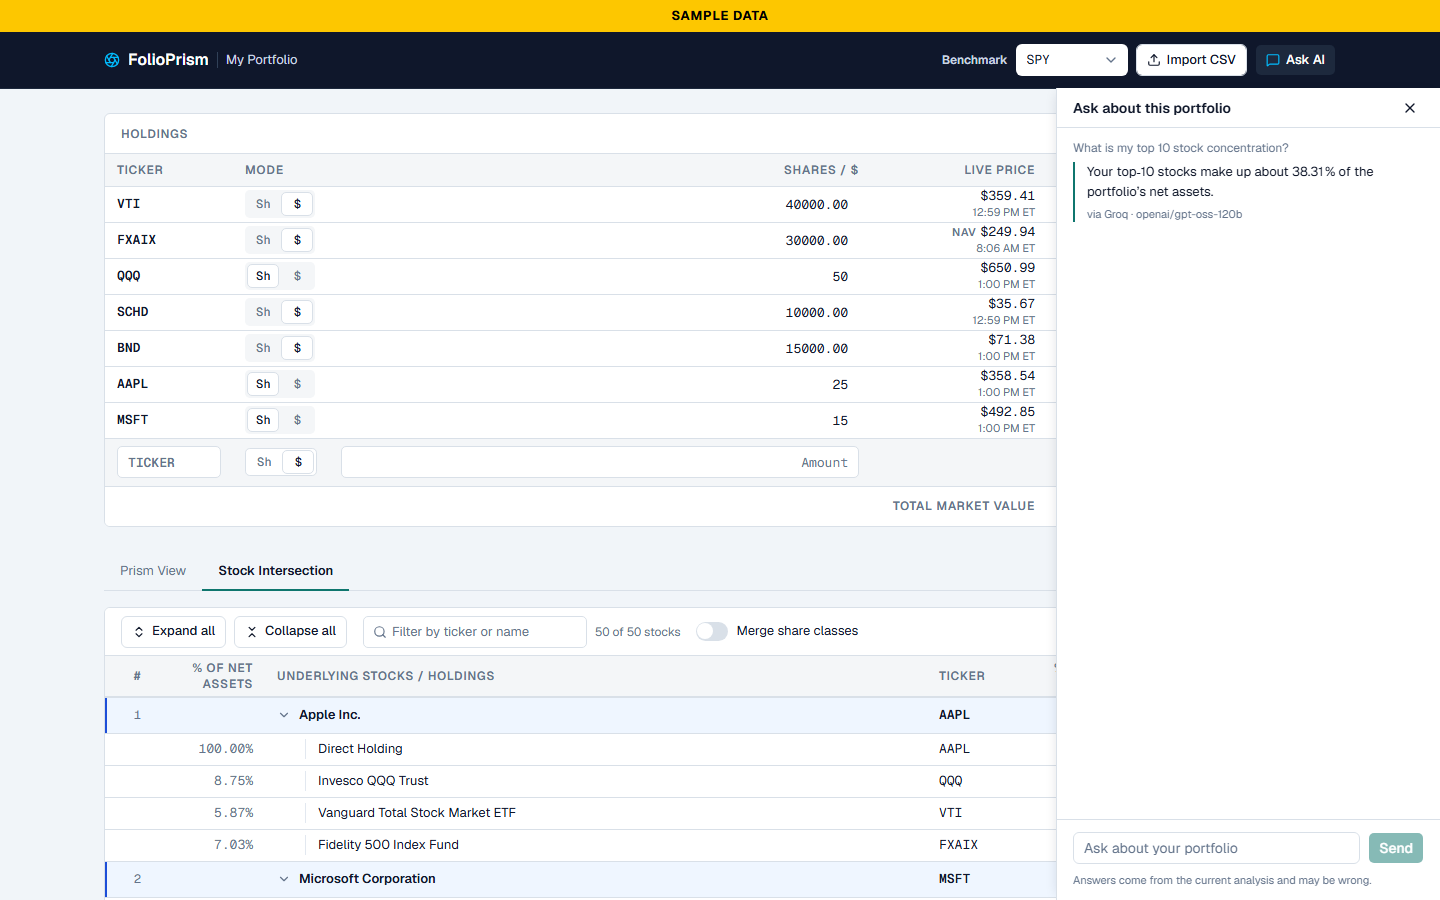 SAMPLE DATA
FolioPrism My Portfolio Benchmark SPY Import CSV Ask AI
HOLDINGS
TICKER MODE SHARES / $ LIVE PRICE
VTI Sh $ 40000.00 $359.41
12:59 PM ET
FXAIX Sh $ 30000.00 NAV $249.94
8:06 AM ET
QQQ Sh $ 50 $650.99
1:00 PM ET
SCHD Sh $ 10000.00 $35.67
12:59 PM ET
BND Sh $ 15000.00 $71.38
1:00 PM ET
AAPL Sh $ 25 $358.54
1:00 PM ET
MSFT Sh $ 15 $492.85
1:00 PM ET
TICKER Sh $ Amount
TOTAL MARKET VALUE
Prism View Stock Intersection
Expand all Collapse all Filter by ticker or name 50 of 50 stocks Merge share classes
# % OF NET ASSETS UNDERLYING STOCKS / HOLDINGS TICKER
1 Apple Inc. AAPL
100.00% Direct Holding AAPL
8.75% Invesco QQQ Trust QQQ
5.87% Vanguard Total Stock Market ETF VTI
7.03% Fidelity 500 Index Fund FXAIX
2 Microsoft Corporation MSFT
Ask about this portfolio
What is my top 10 stock concentration?
Your top-10 stocks make up about 38.31% of the
portfolio's net assets.
via Groq · openai/gpt-oss-120b
Ask about your portfolio Send
Answers come from the current analysis and may be wrong.